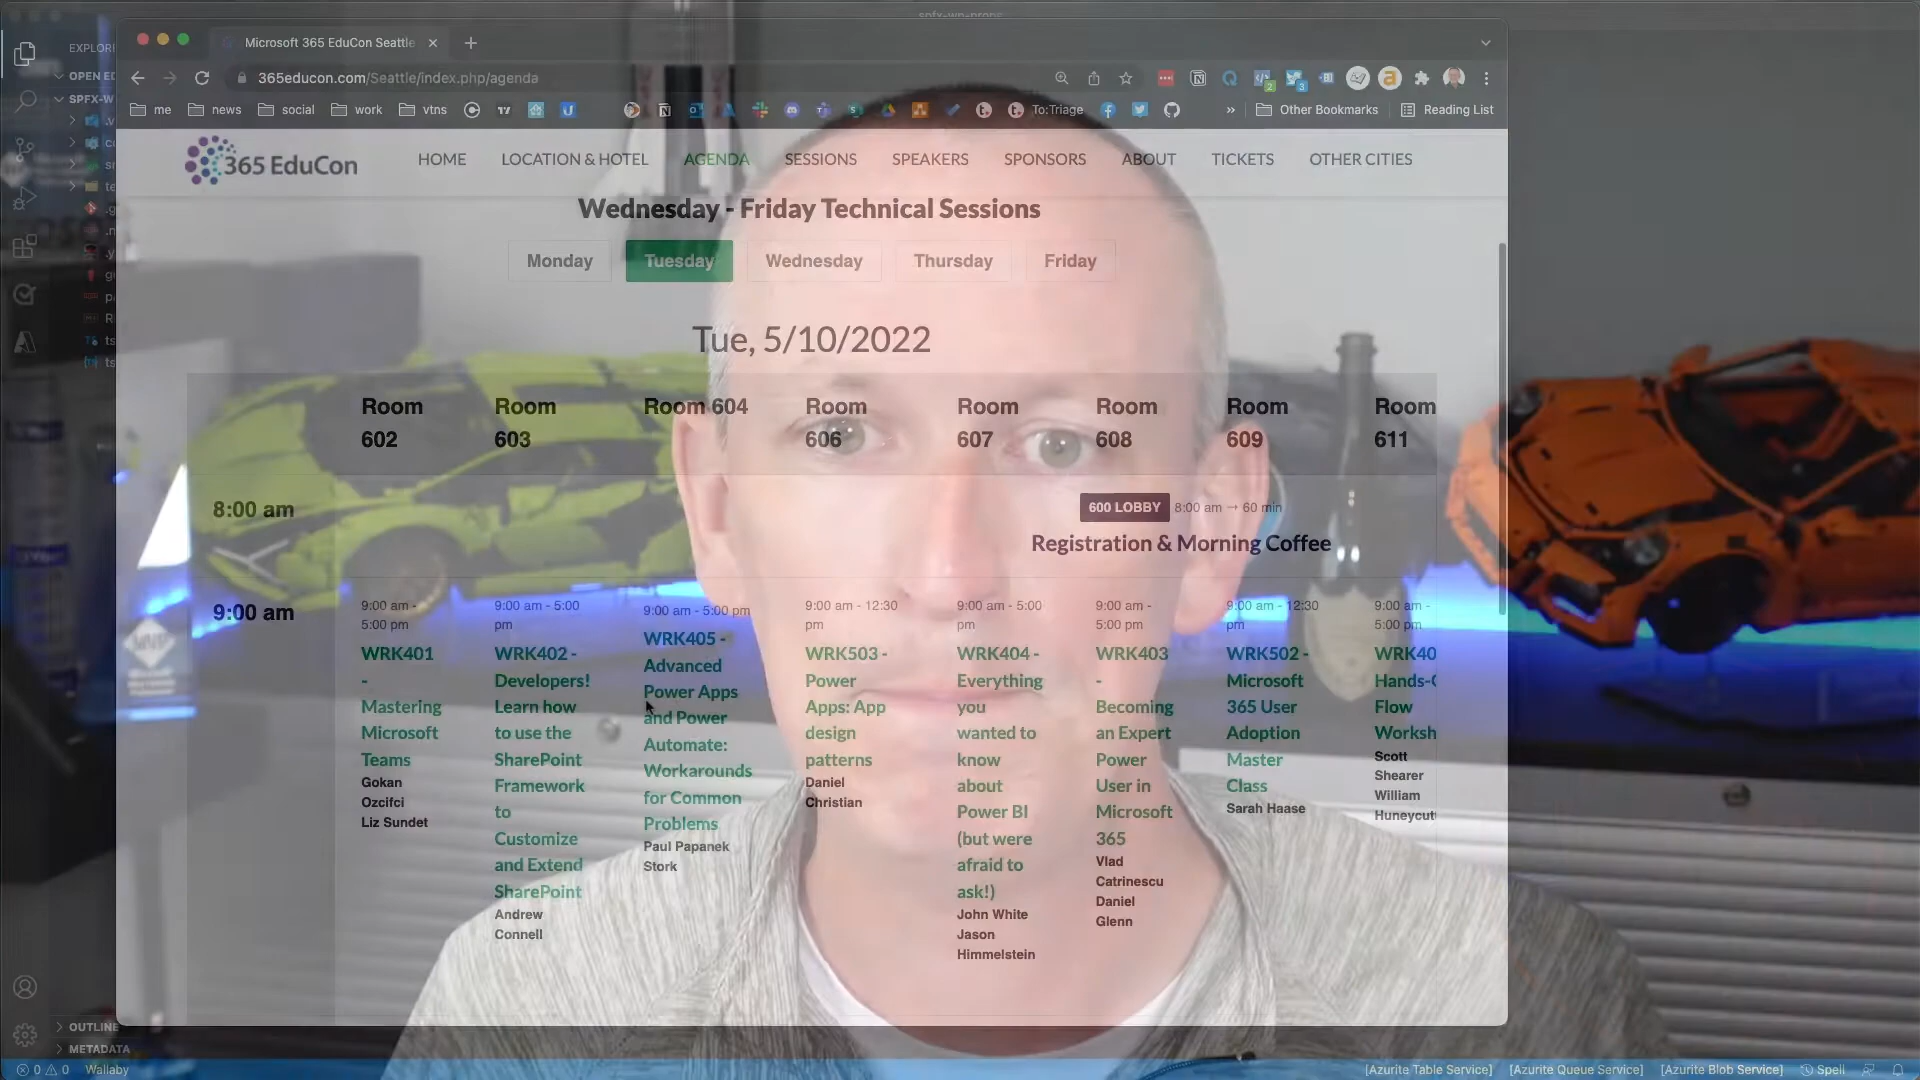 spfx-wp-props
EXPLORE
Microsoft 365 EduCon Seattle
365educon.com/Seattle/index.php/agenda
me
news
social
work
vtns
To:Triage
Other Bookmarks
Reading List
365 EduCon
HOME
LOCATION & HOTEL
AGENDA
SESSIONS
SPEAKERS
SPONSORS
ABOUT
TICKETS
OTHER CITIES
Wednesday - Friday Technical Sessions
Monday
Tuesday
Wednesday
Thursday
Friday
Tue, 5/10/2022
Room
602
Room
603
Room 604
Room
606
Room
607
Room
608
Room
609
Room
611
8:00 am
600 LOBBY 8:00 am → 60 min
Registration & Morning Coffee
9:00 am
9:00 am -
5:00 pm
WRK401
-
Mastering
Microsoft
Teams
Gokan
Ozcifci
Liz Sundet
9:00 am - 5:00
pm
WRK402 -
Developers!
Learn how
to use the
SharePoint
Framework
to
Customize
and Extend
SharePoint
Andrew
Connell
9:00 am - 5:00 pm
WRK405 -
Advanced
Power Apps
and Power
Automate:
Workarounds
for Common
Problems
Paul Papanek
Stork
9:00 am - 12:30
pm
WRK503 -
Power
Apps: App
design
patterns
Daniel
Christian
9:00 am - 5:00
pm
WRK404 -
Everything
you
wanted to
know
about
Power BI
(but were
afraid to
ask!)
John White
Jason
Himmelstein
9:00 am -
5:00 pm
WRK403
-
Becoming
an Expert
Power
User in
Microsoft
365
Vlad
Catrinescu
Daniel
Glenn
9:00 am - 12:30
pm
WRK502 -
Microsoft
365 User
Adoption
Master
Class
Sarah Haase
9:00 am -
5:00 pm
WRK40
Hands-
Flow
Worksh
Scott
Shearer
William
Huneycut
OUTLINE
METADATA
0 0 Wallaby
[Azurite Table Service]
[Azurite Queue Service]
[Azurite Blob Service]
Spell